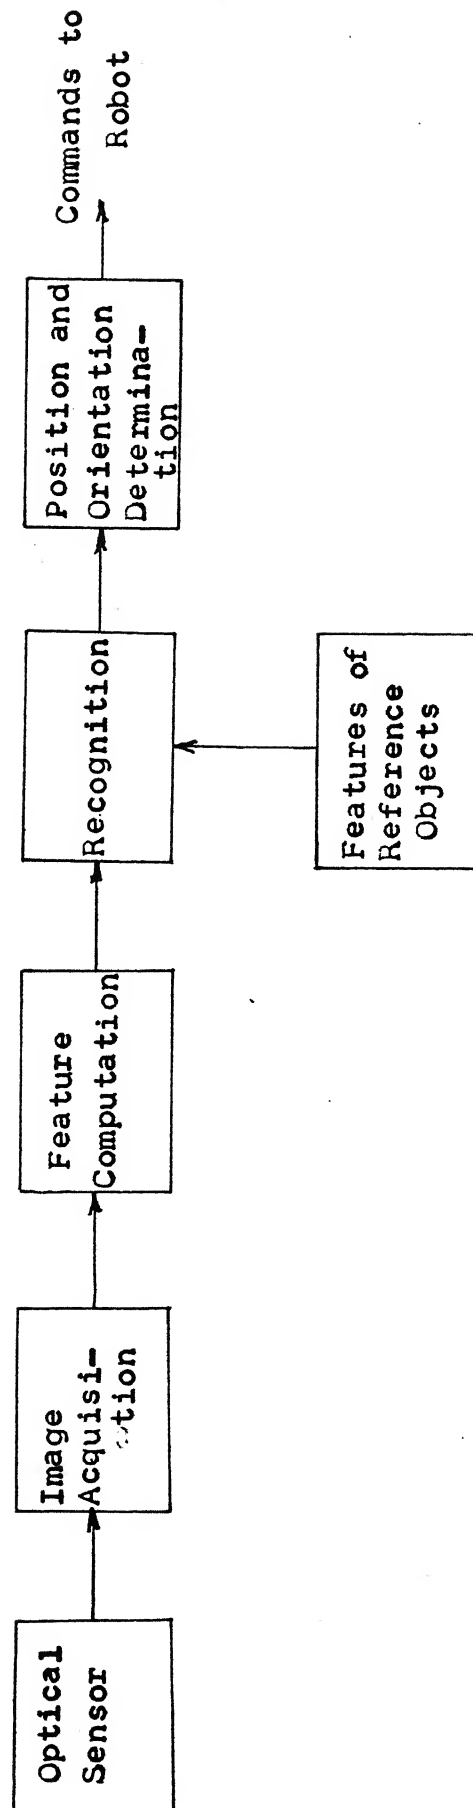 Optical
Sensor
Image
Acquisi-
tion
Feature
Computation
Recognition
Features of
Reference
Objects
Position and
Orientation
Determina-
tion
Commands to
Robot